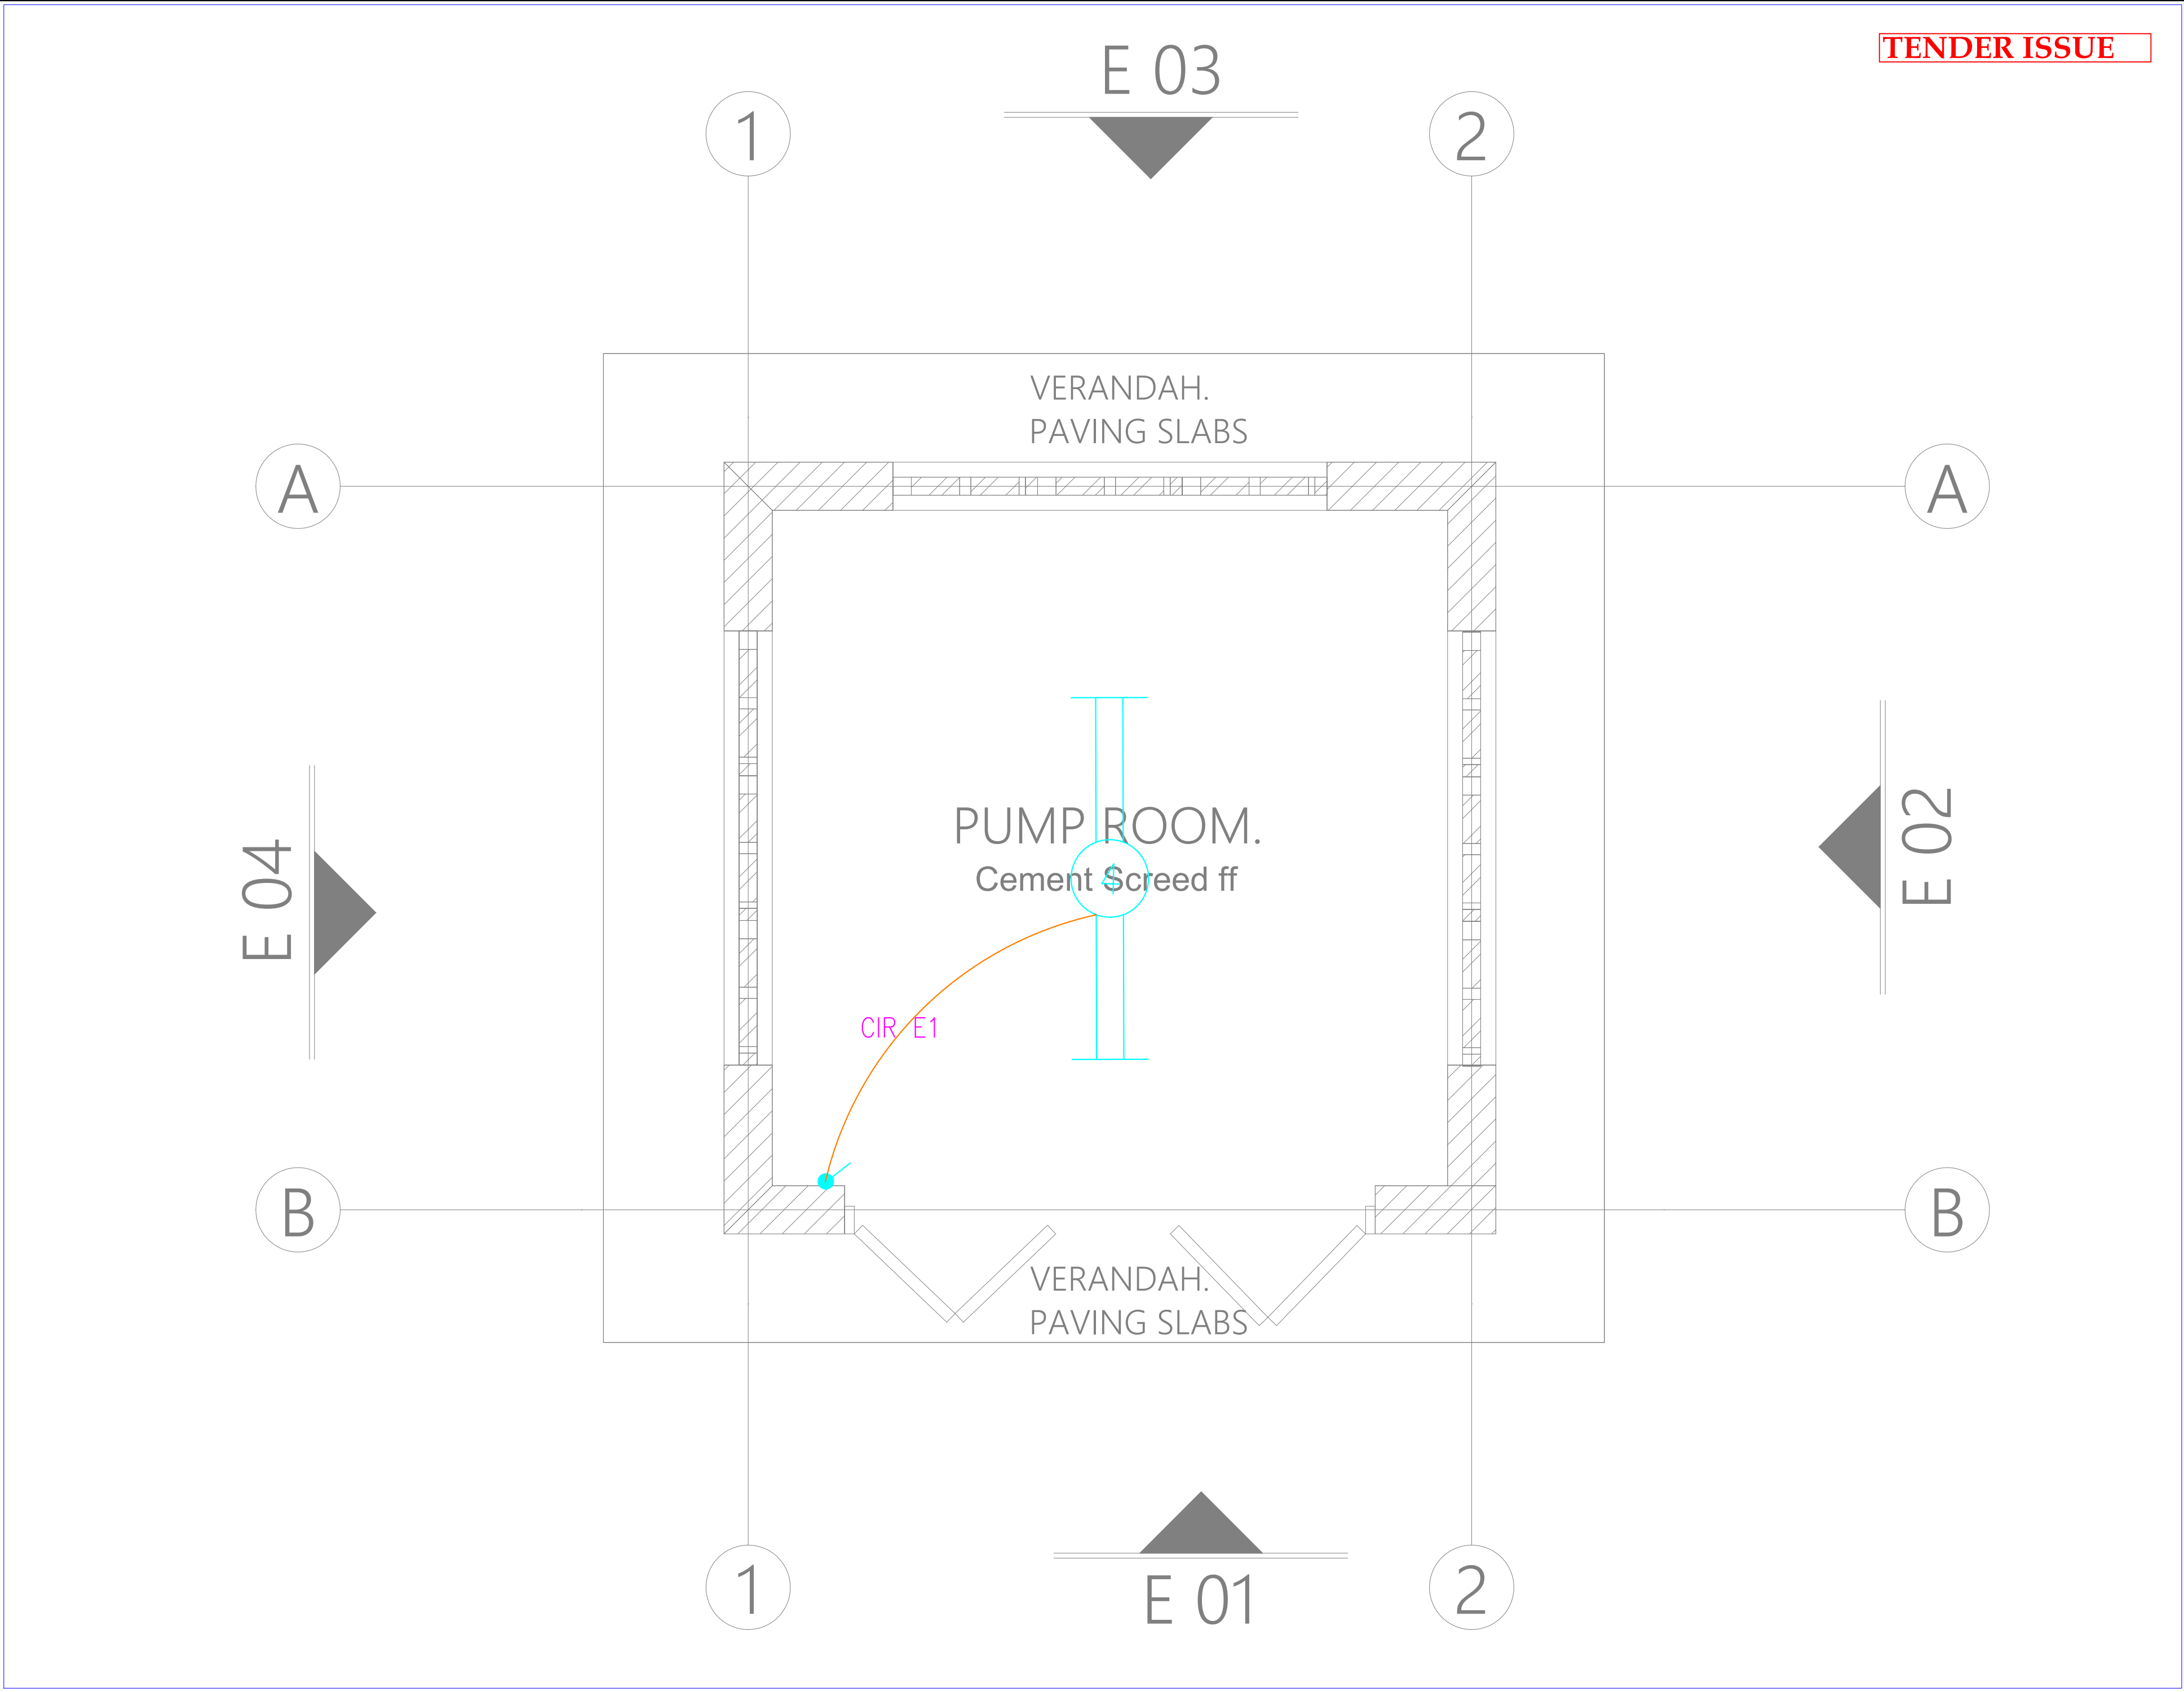 TENDER ISSUE
E 03
1
2
VERANDAH.
PAVING SLABS
A
A
PUMP ROOM.
Cement Screed ff
4
E 04
E 02
CIR E1
B
B
VERANDAH.
PAVING SLABS
1
E 01
2